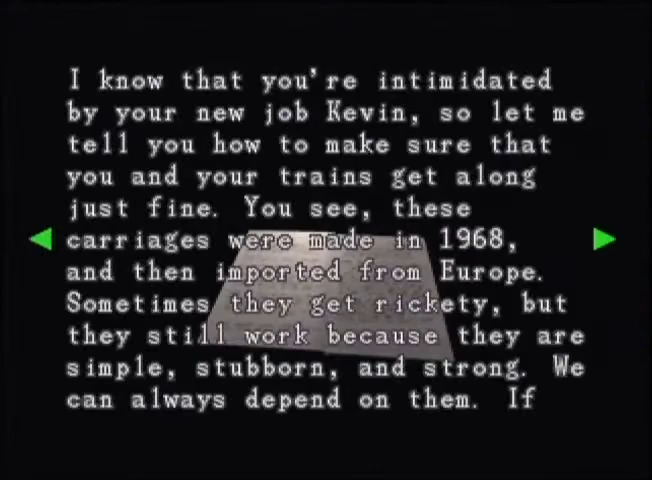 I know that you're intimidated
by your new job Kevin, so let me
tell you how to make sure that
you and your trains get along
just fine. You see, these
carriages were made in 1968,
and then imported from Europe.
Sometimes they get rickety, but
they still work because they are
simple, stubborn, and strong. We
can always depend on them. If